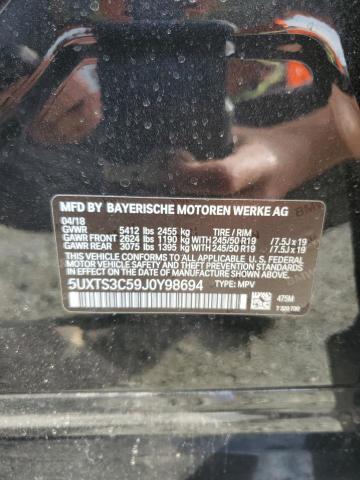 MFD BY BAYERISCHE MOTOREN WERKE AG
04/18
GVWR 5412 lbs 2455 kg TIRE / RIM
GAWR FRONT 2624 lbs 1190 kg WITH 245/50 R19 /7.5J x 19
GAWR REAR 3075 lbs 1395 kg WITH 245/50 R19 /7.5J x 19
THIS VEHICLE CONFORMS TO ALL APPLICABLE U.S. FEDERAL
MOTOR VEHICLE SAFETY, BUMPER, AND THEFT PREVENTION
STANDARDS IN EFFECT ON THE DATE OF MANUFACTURE SHOWN ABOVE.
5UXTS3C59J0Y98694 TYPE: MPV
475M